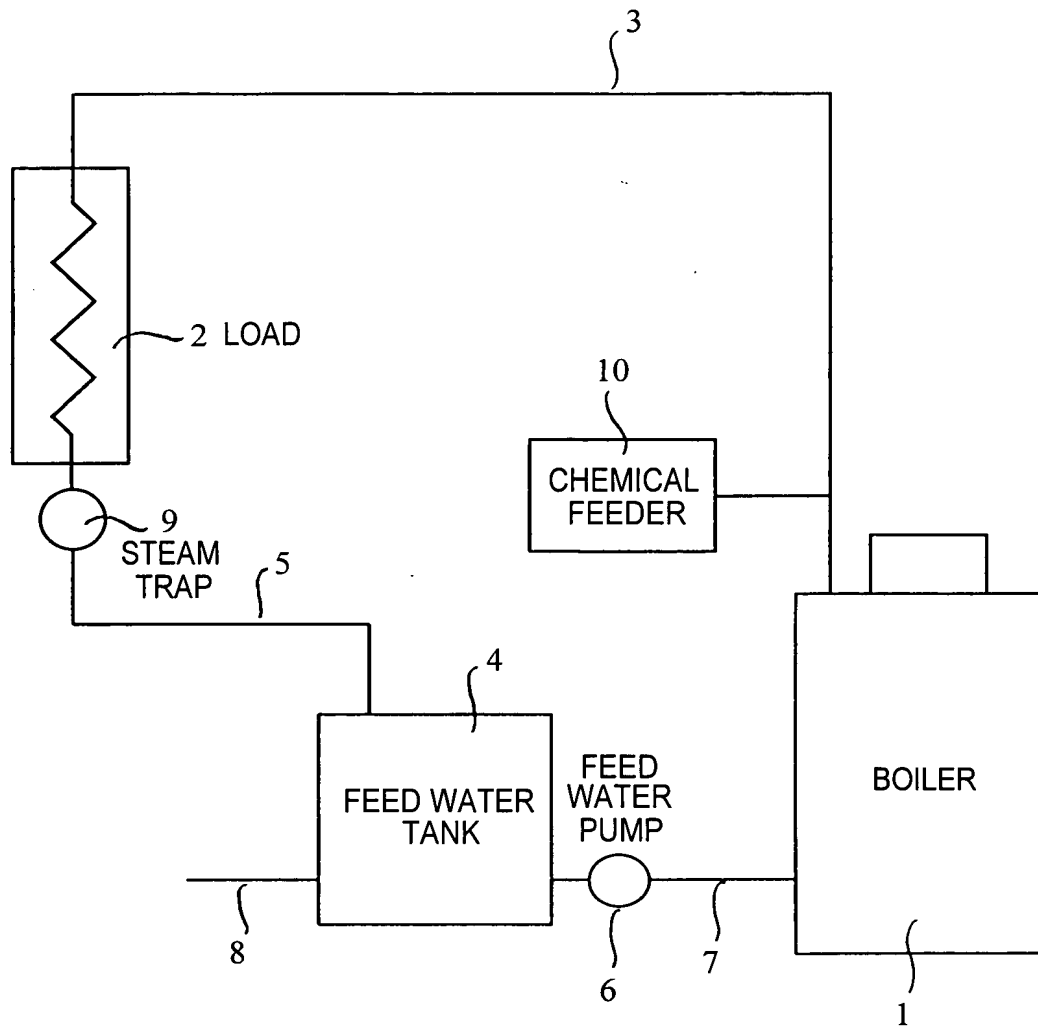 3
2 LOAD
10
CHEMICAL
FEEDER
9
STEAM
TRAP
5
4
FEED WATER
TANK
FEED
WATER
PUMP
BOILER
8
6
7
1